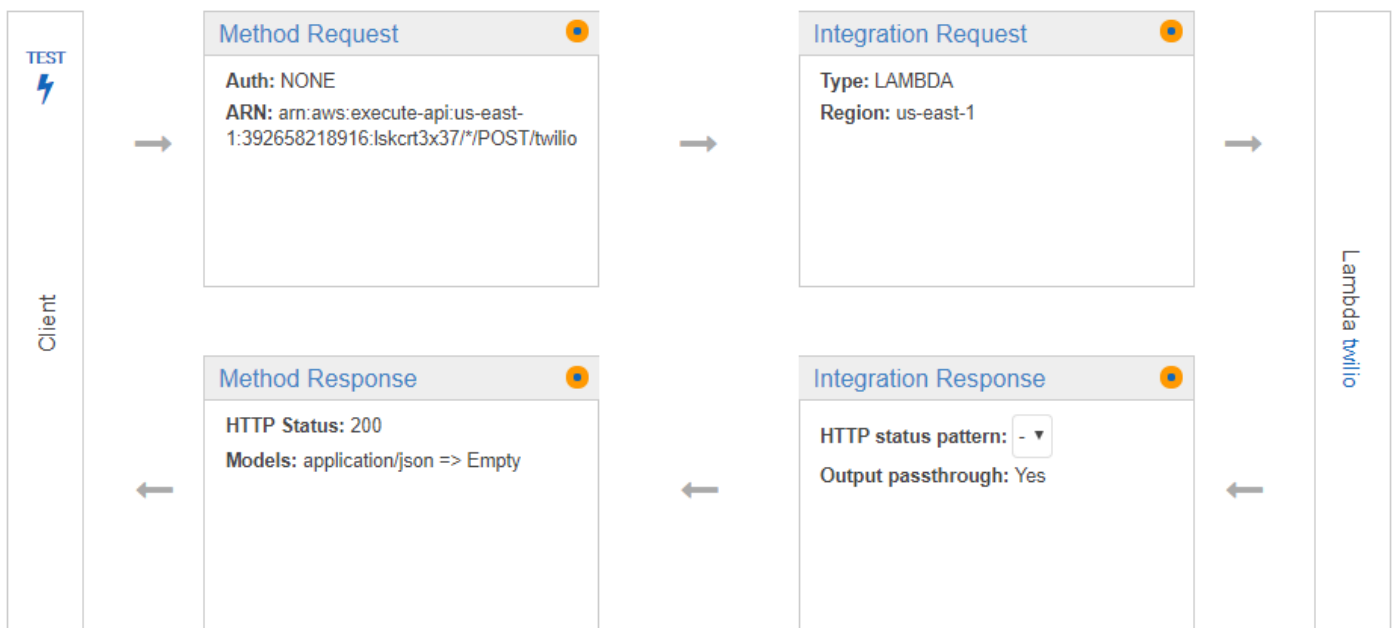 TEST
Client
Method Request
Auth: NONE
ARN: arn:aws:execute-api:us-east-
1:392658218916:lskcrt3x37/*/POST/twilio
Integration Request
Type: LAMBDA
Region: us-east-1
Lambda twilio
Method Response
HTTP Status: 200
Models: application/json => Empty
Integration Response
HTTP status pattern: -
Output passthrough: Yes